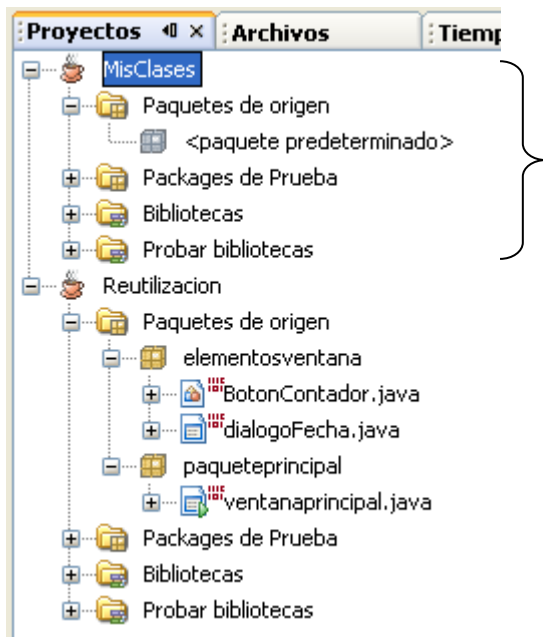 Proyectos Archivos Tiemp
MisClases
Paquetes de origen
<paquete predeterminado>
Packages de Prueba
Bibliotecas
Probar bibliotecas
Reutilizacion
Paquetes de origen
elementosventana
BotonContador.java
dialogoFecha.java
paqueteprincipal
ventanaprincipal.java
Packages de Prueba
Bibliotecas
Probar bibliotecas